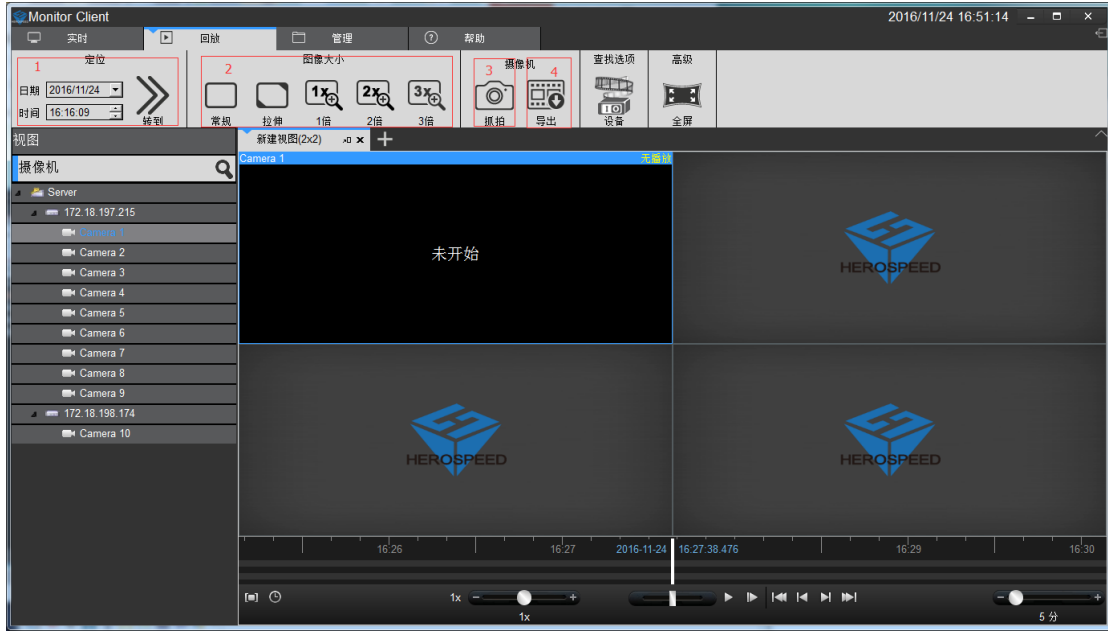 Monitor Client 2016/11/24 16:51:14
实时 回放 管理 帮助
1 定位 2 图像大小 3 摄像机 4 查找选项 高级
日期 2016/11/24
1x 2x 3x
时间 16:16:09
转到 常规 拉伸 1倍 2倍 3倍 抓拍 导出 设备 全屏
视图 新建视图(2x2)
摄像机 Camera 1 无播放
Server
172.18.197.215
Camera 1
Camera 2 未开始
Camera 3 HEROSPEED
Camera 4
Camera 5
Camera 6
Camera 7
Camera 8
Camera 9
172.18.198.174
Camera 10
HEROSPEED HEROSPEED
16:26 16:27 2016-11-24 16:27:38.476 16:29 16:30
1x
1x 5 分